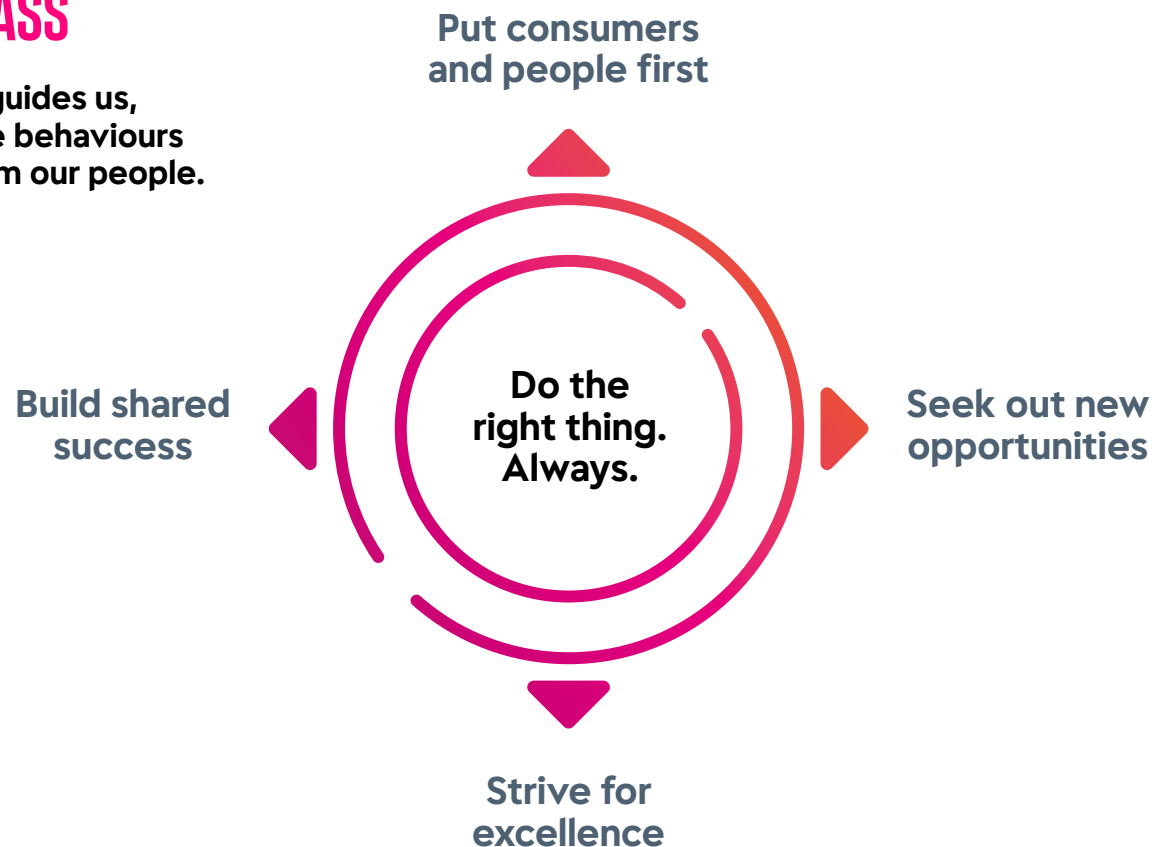 ASS
guides us,
behaviours
our people.
Put consumers
and people first
Build shared
success
Do the
right thing.
Always.
Seek out new
opportunities
Strive for
excellence